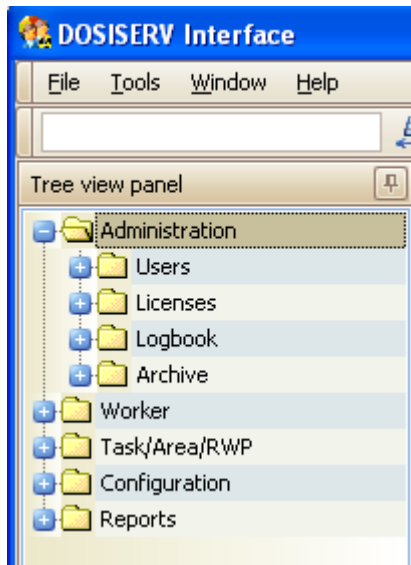 DOSISERV Interface
File Tools Window Help
Tree view panel
Administration
Users
Licenses
Logbook
Archive
Worker
Task/Area/RWP
Configuration
Reports